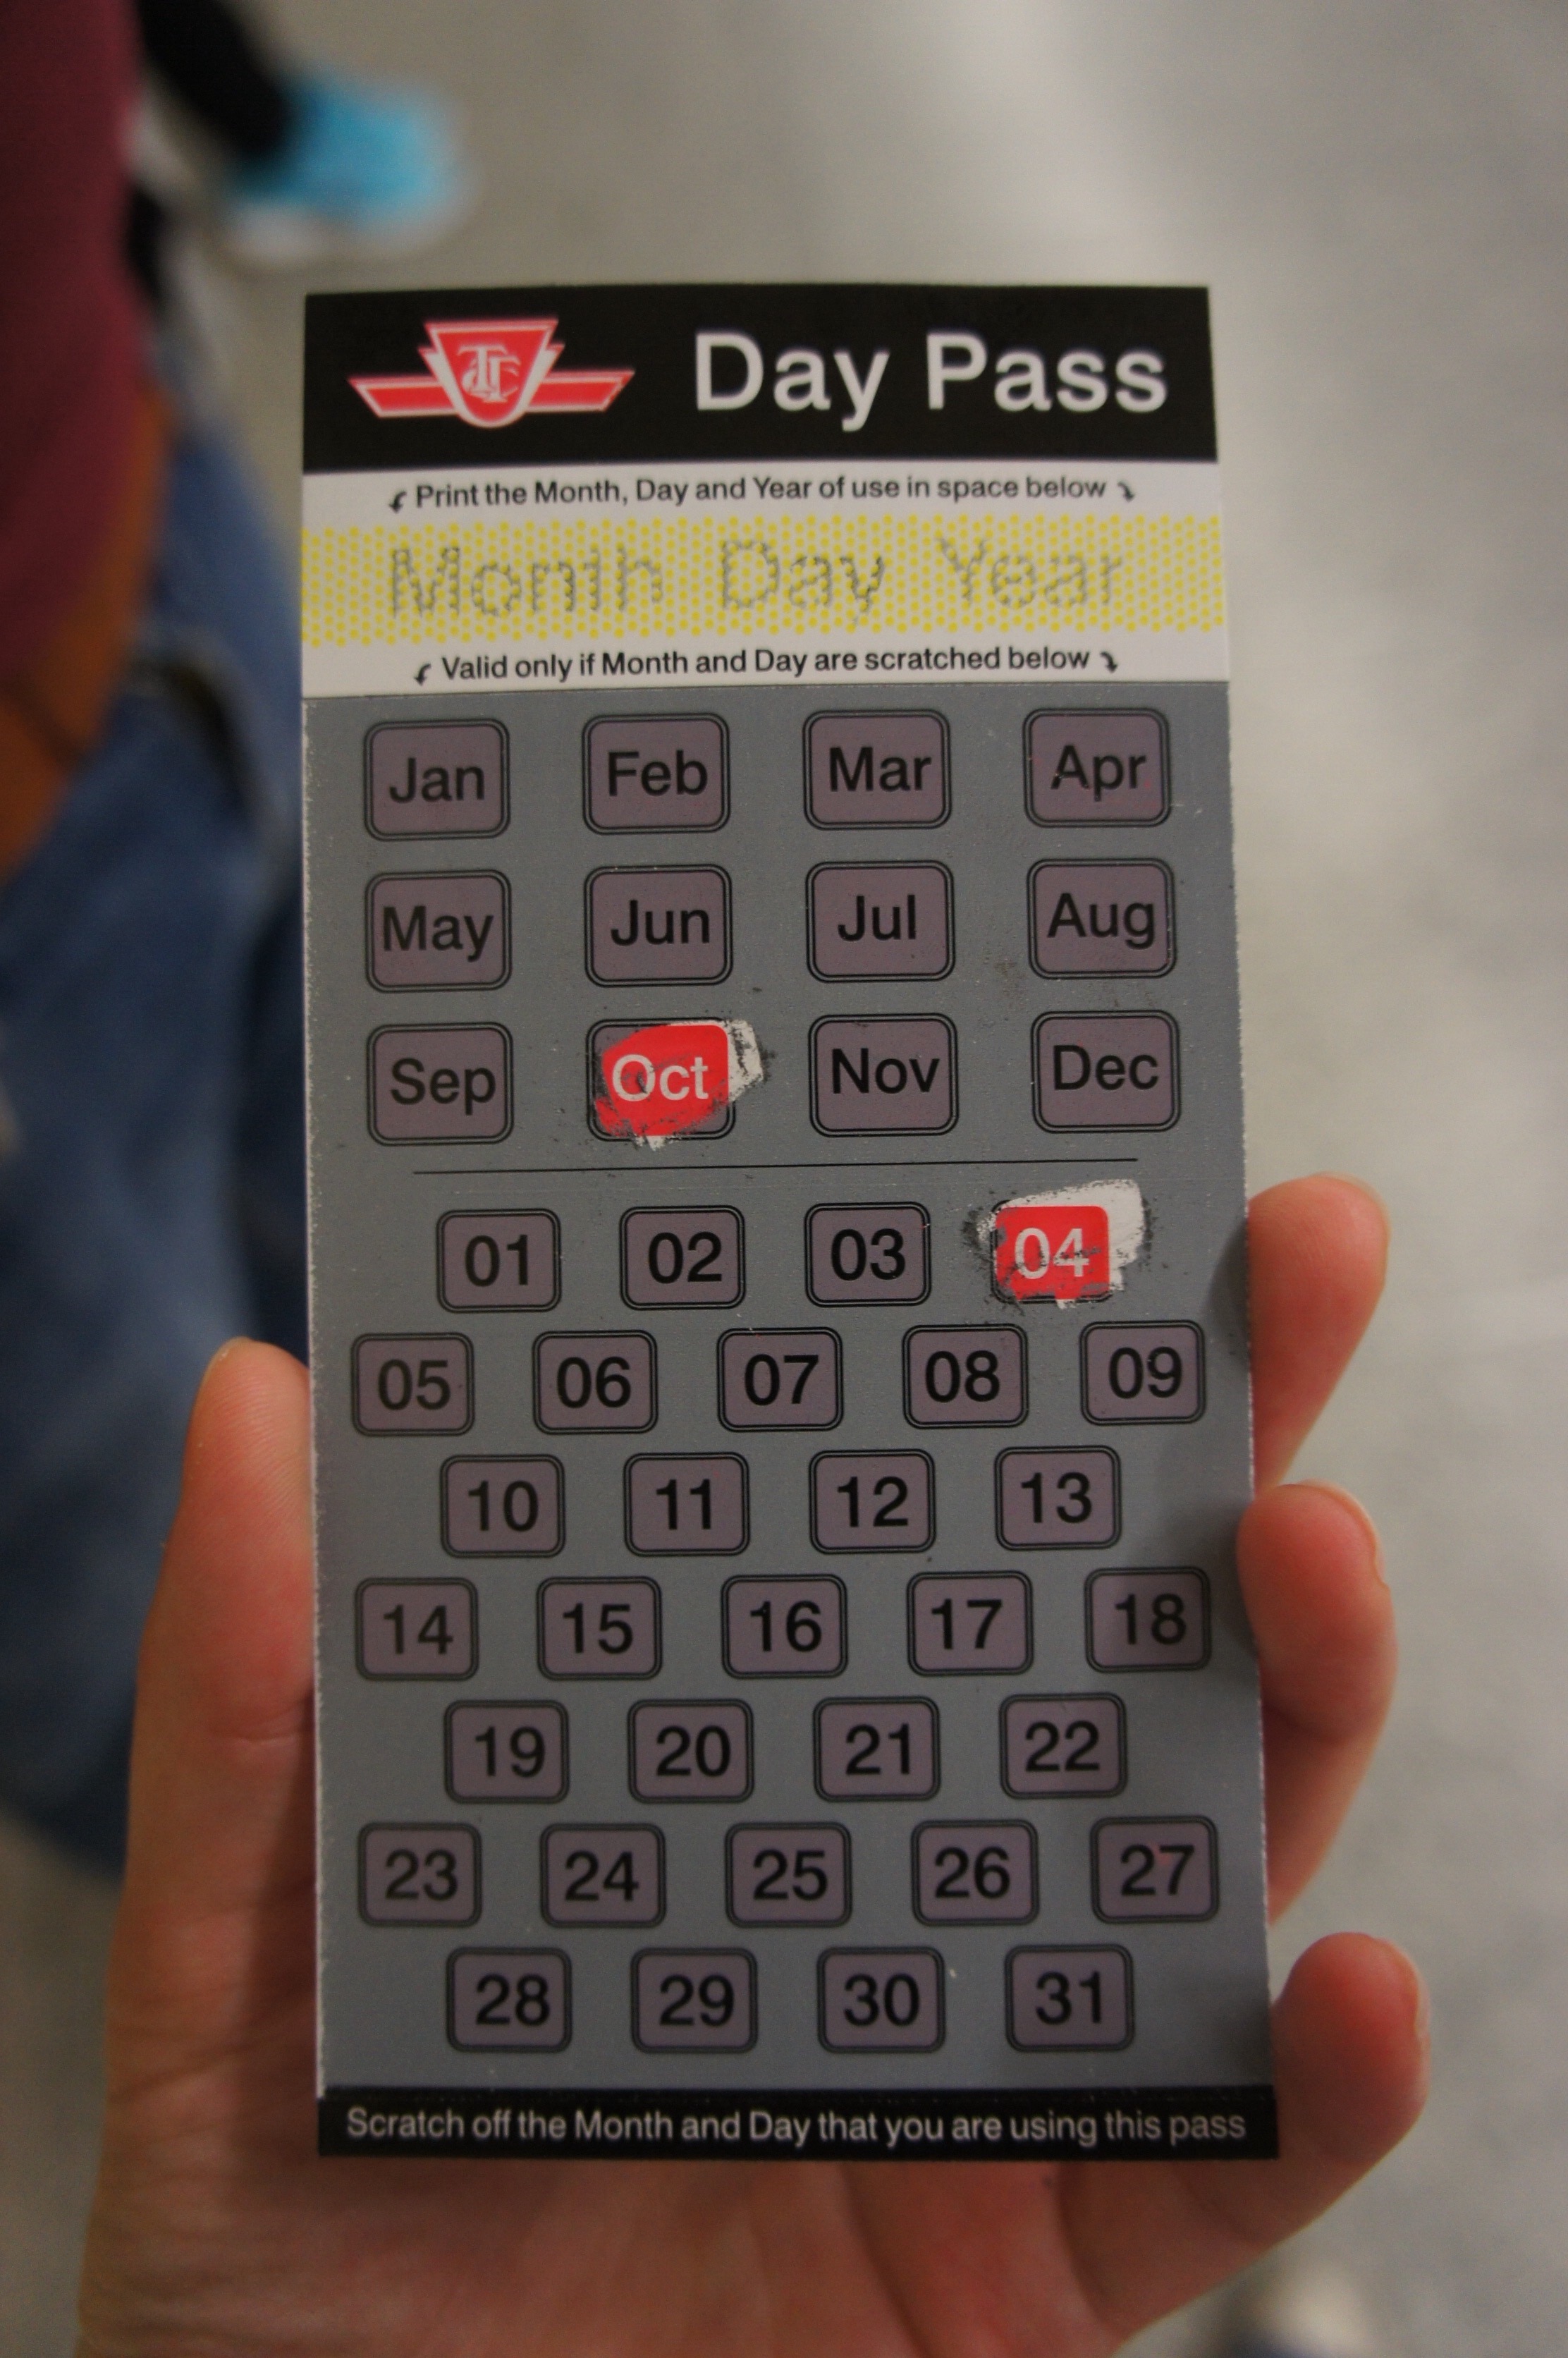 TTC Day Pass
Print the Month, Day and Year of use in space below
Month Day Year
Valid only if Month and Day are scratched below
Jan Feb Mar Apr
May Jun Jul Aug
Sep Oct Nov Dec
01 02 03 04
05 06 07 08 09
10 11 12 13
14 15 16 17 18
19 20 21 22
23 24 25 26 27
28 29 30 31
Scratch off the Month and Day that you are using this pass